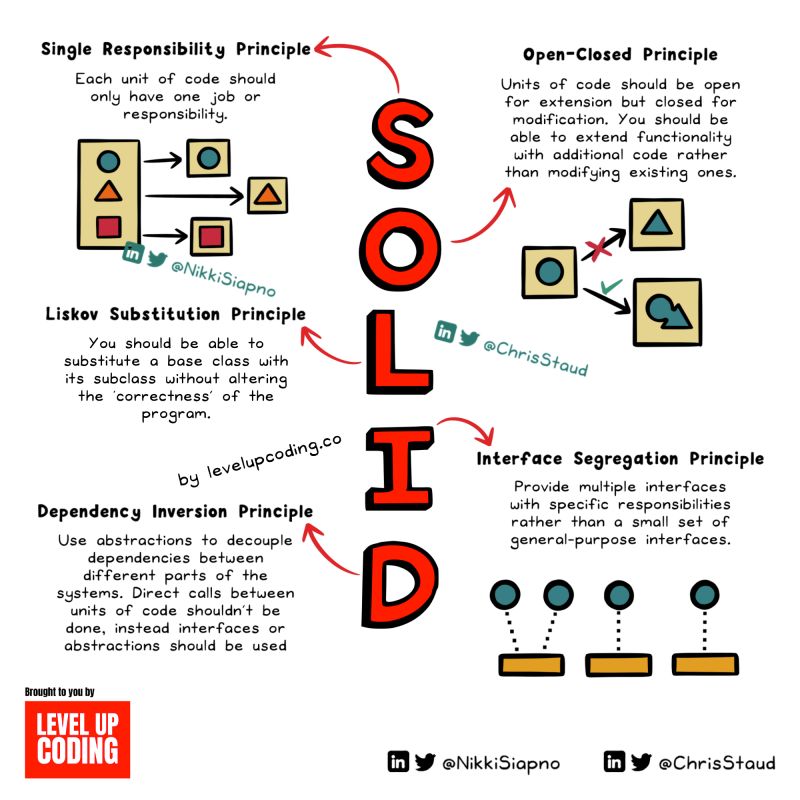 Single Responsibility Principle
Each unit of code should
only have one job or
responsibility.
@NikkiSiapno
Open-Closed Principle
Units of code should be open
for extension but closed for
modification. You should be
able to extend functionality
with additional code rather
than modifying existing ones.
S
O
L
I
D
Liskov Substitution Principle
You should be able to
substitute a base class with
its subclass without altering
the 'correctness' of the
program.
in @ChrisStaud
by levelupcoding.co
Interface Segregation Principle
Provide multiple interfaces
with specific responsibilities
rather than a small set of
general-purpose interfaces.
Dependency Inversion Principle
Use abstractions to decouple
dependencies between
different parts of the
systems. Direct calls between
units of code shouldn't be
done, instead interfaces or
abstractions should be used
Brought to you by
LEVEL UP
CODING
in @NikkiSiapno
in @ChrisStaud